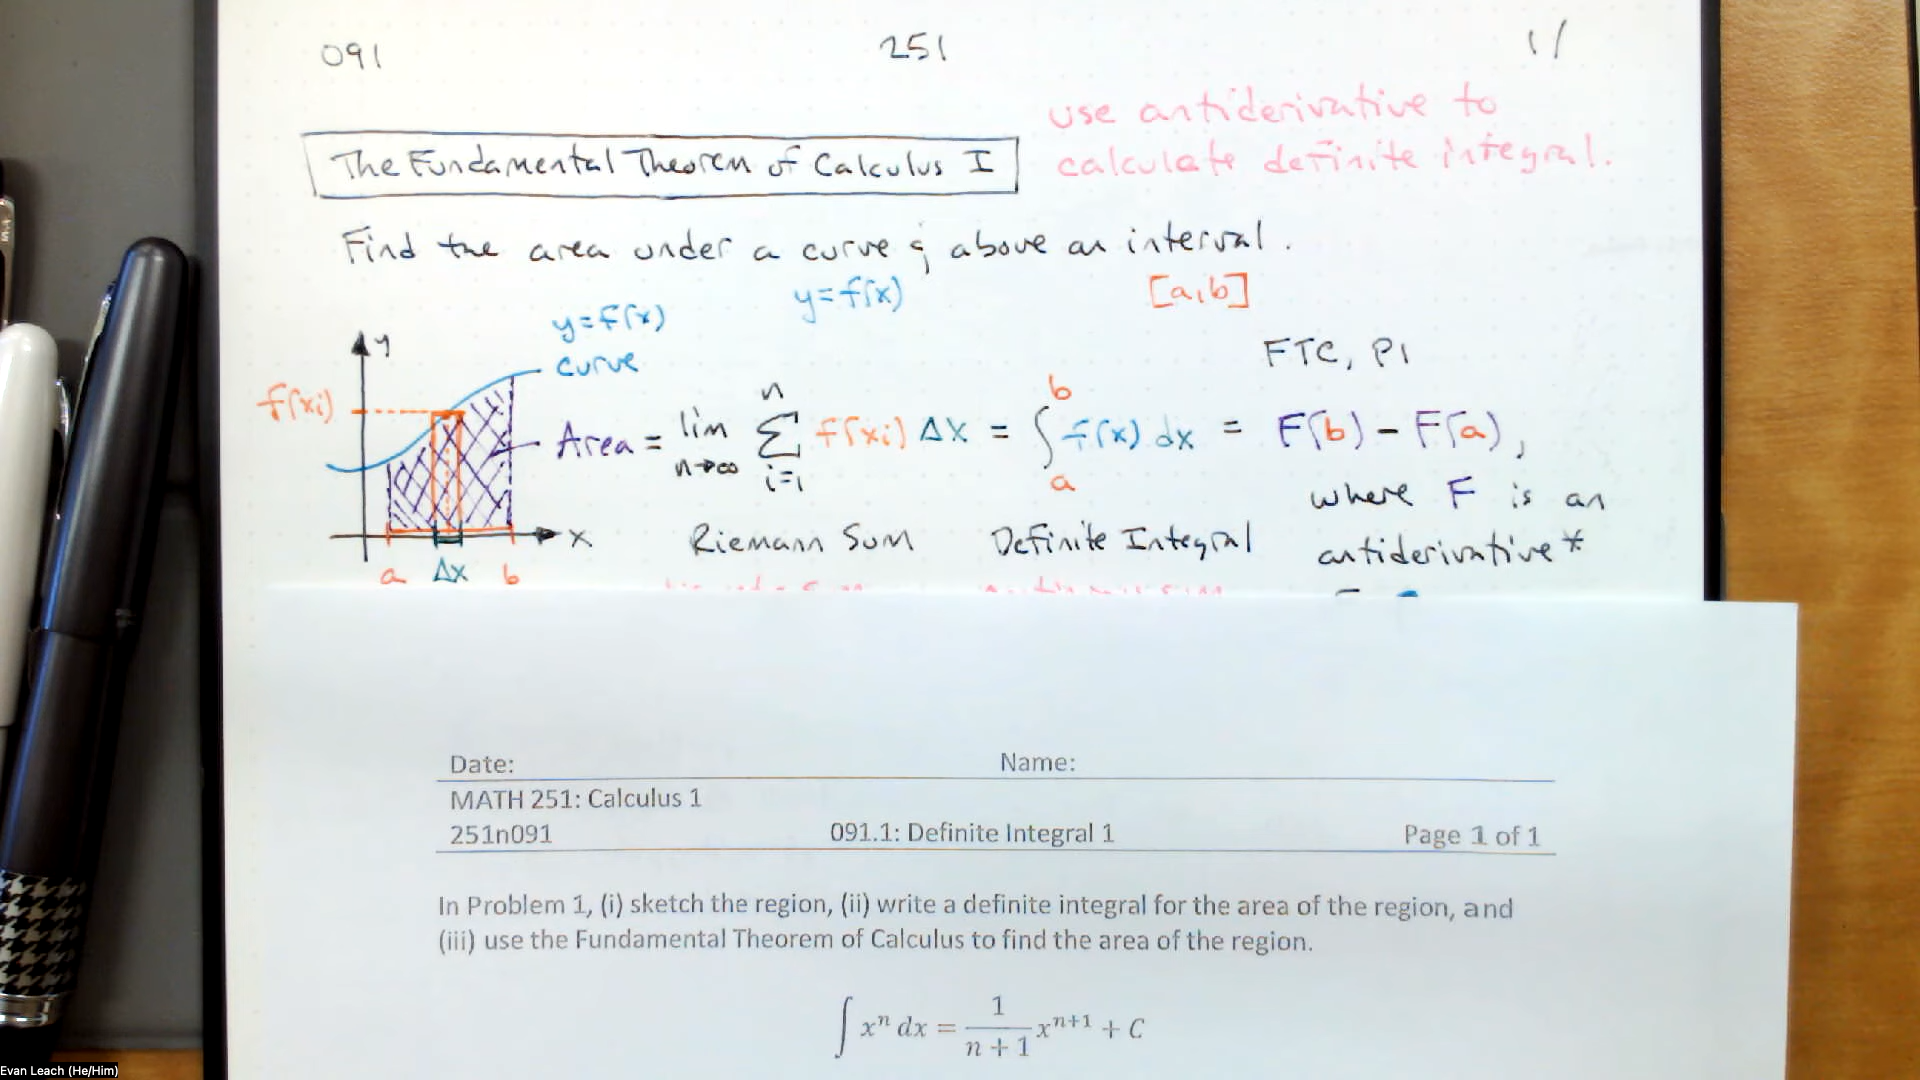 091 251 1/
use antiderivative to
calculate definite integral.
The Fundamental Theorem of Calculus I
Find the area under a curve & above an interval.
y=f(x) [a,b]
y=f(x)
curve
y
FTC, P1
f(xi)
Area = lim n→∞ n Σ i=1 f(xi) Δx = ∫ b a f(x) dx = F(b) - F(a),
where F is an
x
Riemann Sum Definite Integral antiderivative*
a Δx b
Date: Name:
MATH 251: Calculus 1
251n091 091.1: Definite Integral 1 Page 1 of 1
In Problem 1, (i) sketch the region, (ii) write a definite integral for the area of the region, and
(iii) use the Fundamental Theorem of Calculus to find the area of the region.
∫ xⁿ dx = 1/(n + 1) xⁿ⁺¹ + C
Evan Leach (He/Him)